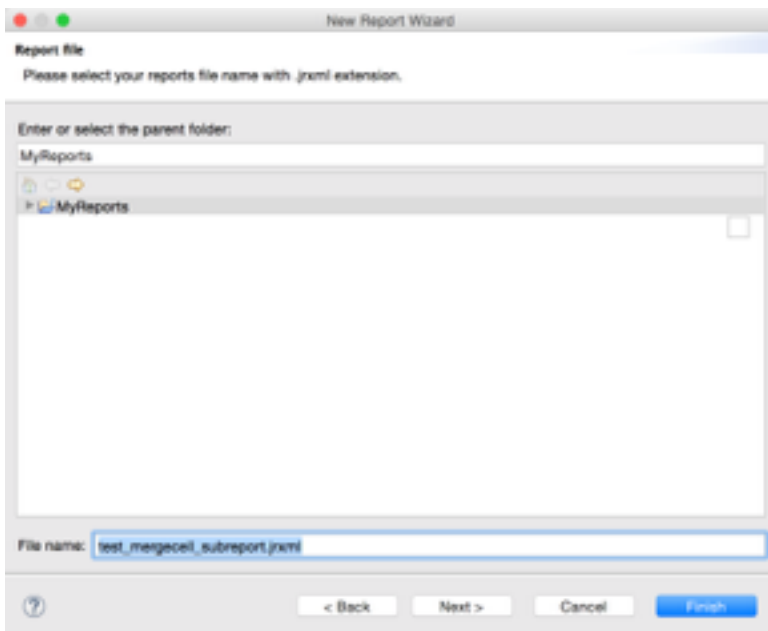 New Report Wizard
Report file
Please select your reports file name with .jrxml extension.
Enter or select the parent folder:
MyReports
MyReports
File name: test_mergecell_subreport.jrxml
? < Back Next > Cancel Finish